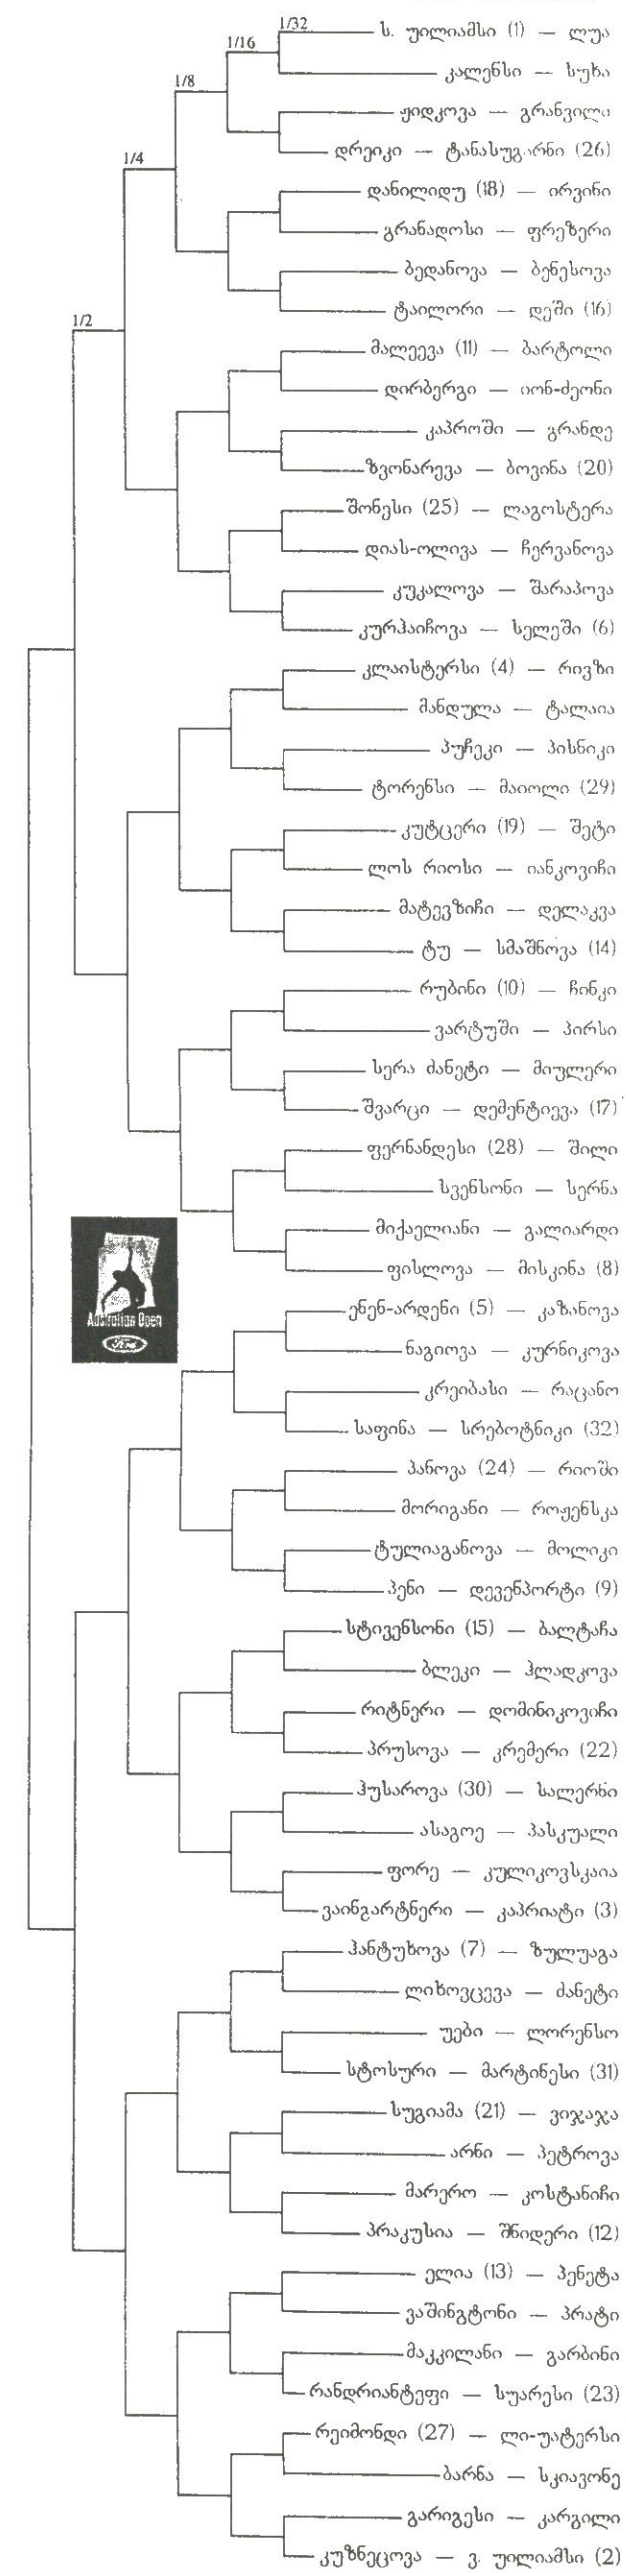 1/32
ს. უილიამსი (1) — ლუა
1/16
კალენსი — სუხა
1/8
ჟიდკოვა — გრანვილი
დრეიკი — ტანასუგარნი (26)
1/4
დანილიდუ (18) — ირვინი
გრანადოსი — ფრეზერი
ბედანოვა — ბენესოვა
ტაილორი — დეში (16)
1/2
მალეევა (11) — ბარტოლი
დირბერგი — იონ-ძეონი
კაპროში — გრანდე
ზვონარევა — ბოვინა (20)
შონესი (25) — ლაგოსტერა
დიას-ოლივა — ჩერვანოვა
კუკალოვა — შარაპოვა
კურჰაიჩოვა — სელეში (6)
კლაისტერსი (4) — რივზი
მანდულა — ტალაია
პუჩეკი — პისნიკი
ტორენსი — მაიოლი (29)
კუტცერი (19) — შეტი
ლოს რიოსი — იანკოვიჩი
მატევზიჩი — დელაკვა
ტუ — სმაშნოვა (14)
რუბინი (10) — ჩინკი
ვარტუში — პირსი
სერა ძანეტი — მიულერი
შვარცი — დემენტიევა (17)
ფერნანდესი (28) — შილი
სვენსონი — სერნა
მიქაელიანი — გალიარდი
ფისლოვა — მისკინა (8)
Australian Open
Ford
ენენ-არდენი (5) — კაზანოვა
ნაგიოვა — კურნიკოვა
კრეიბასი — რაცანო
საფინა — სრებოტნიკი (32)
პანოვა (24) — რიოში
მორიგანი — როჟენსკა
ტულიაგანოვა — მოლიკი
პენი — დევენპორტი (9)
სტივენსონი (15) — ბალტაჩა
ბლეკი — ჰლადკოვა
რიტნერი — დომინიკოვიჩი
პრუსოვა — კრემერი (22)
ჰუსაროვა (30) — სალერნი
ასაგოე — პასკუალი
ფორე — კულიკოვსკაია
ვაინგარტნერი — კაპრიატი (3)
ჰანტუხოვა (7) — ზულუაგა
ლიხოვცევა — ძანეტი
უები — ლორენსო
სტოსური — მარტინესი (31)
სუგიამა (21) — ვიჯაჯა
არნი — პეტროვა
მარერო — კოსტანიჩი
პრაკუსია — შნიდერი (12)
ელია (13) — პენეტა
ვაშინგტონი — პრატი
მაკკილანი — გარბინი
რანდრიანტეფი — სუარესი (23)
რეიმონდი (27) — ლი-უატერსი
ბარნა — სკიავონე
გარიგესი — კარგილი
კუზნეცოვა — ვ. უილიამსი (2)